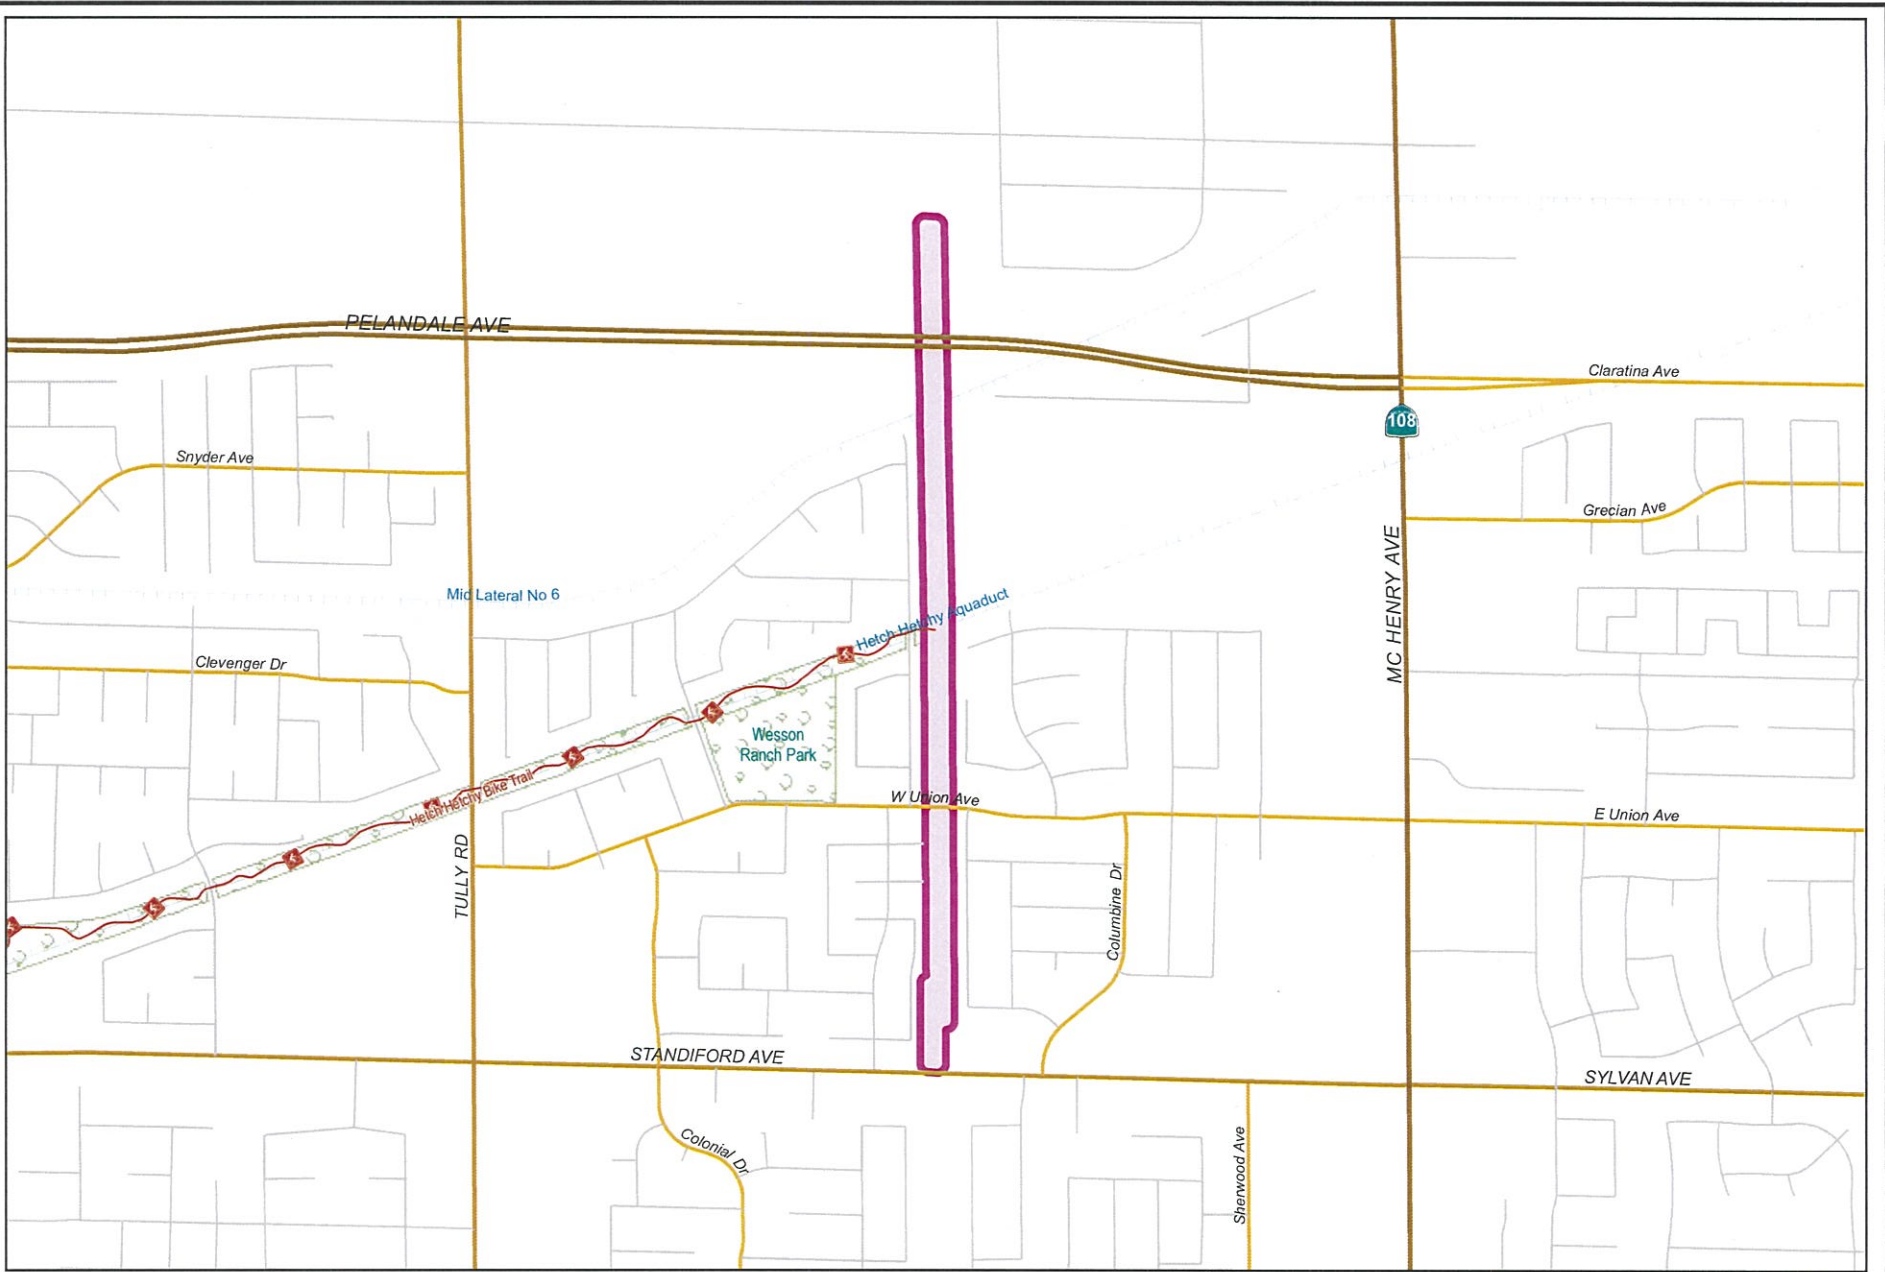 PELANDALE AVE
Claratina Ave
108
Snyder Ave
Grecian Ave
MC HENRY AVE
Mid Lateral No 6
Hetch Hetchy Aquaduct
Clevenger Dr
Wesson
Ranch Park
Hetch Hetchy Bike Trail
W Union Ave
E Union Ave
TULLY RD
Columbine Dr
STANDIFORD AVE
SYLVAN AVE
Colonial Dr
Sherwood Ave